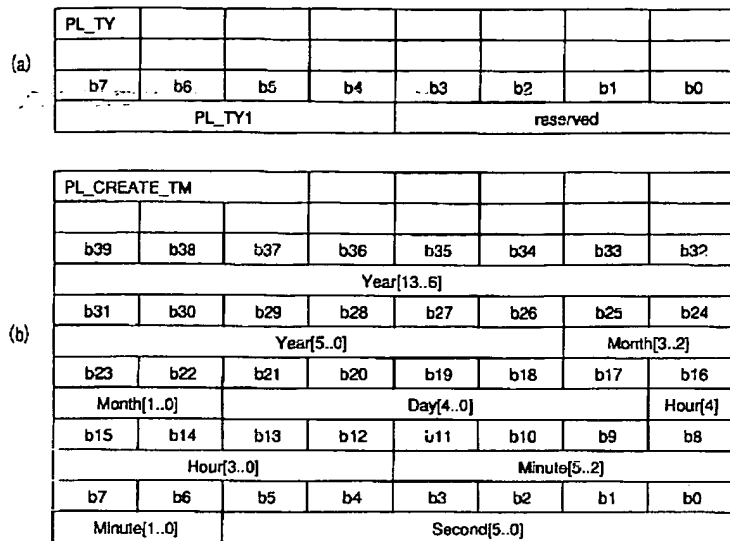 (a)
PL_TY
b7 b6 b5 b4 b3 b2 b1 b0
PL_TY1 reserved
(b)
PL_CREATE_TM
b39 b38 b37 b36 b35 b34 b33 b32
Year[13..6]
b31 b30 b29 b28 b27 b26 b25 b24
Year[5..0] Month[3..2]
b23 b22 b21 b20 b19 b18 b17 b16
Month[1..0] Day[4..0] Hour[4]
b15 b14 b13 b12 b11 b10 b9 b8
Hour[3..0] Minute[5..2]
b7 b6 b5 b4 b3 b2 b1 b0
Minute[1..0] Second[5..0]